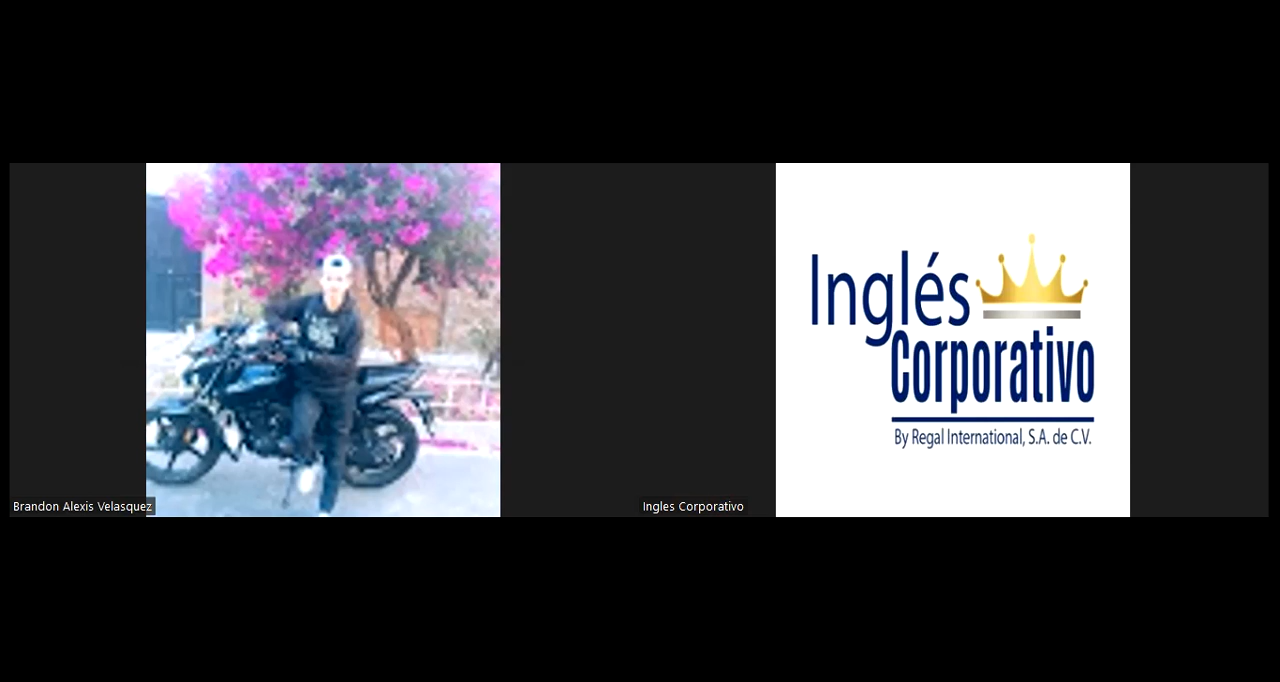 Inglés
Corporativo
By Regal International, S.A. de C.V.
Brandon Alexis Velasquez
Ingles Corporativo